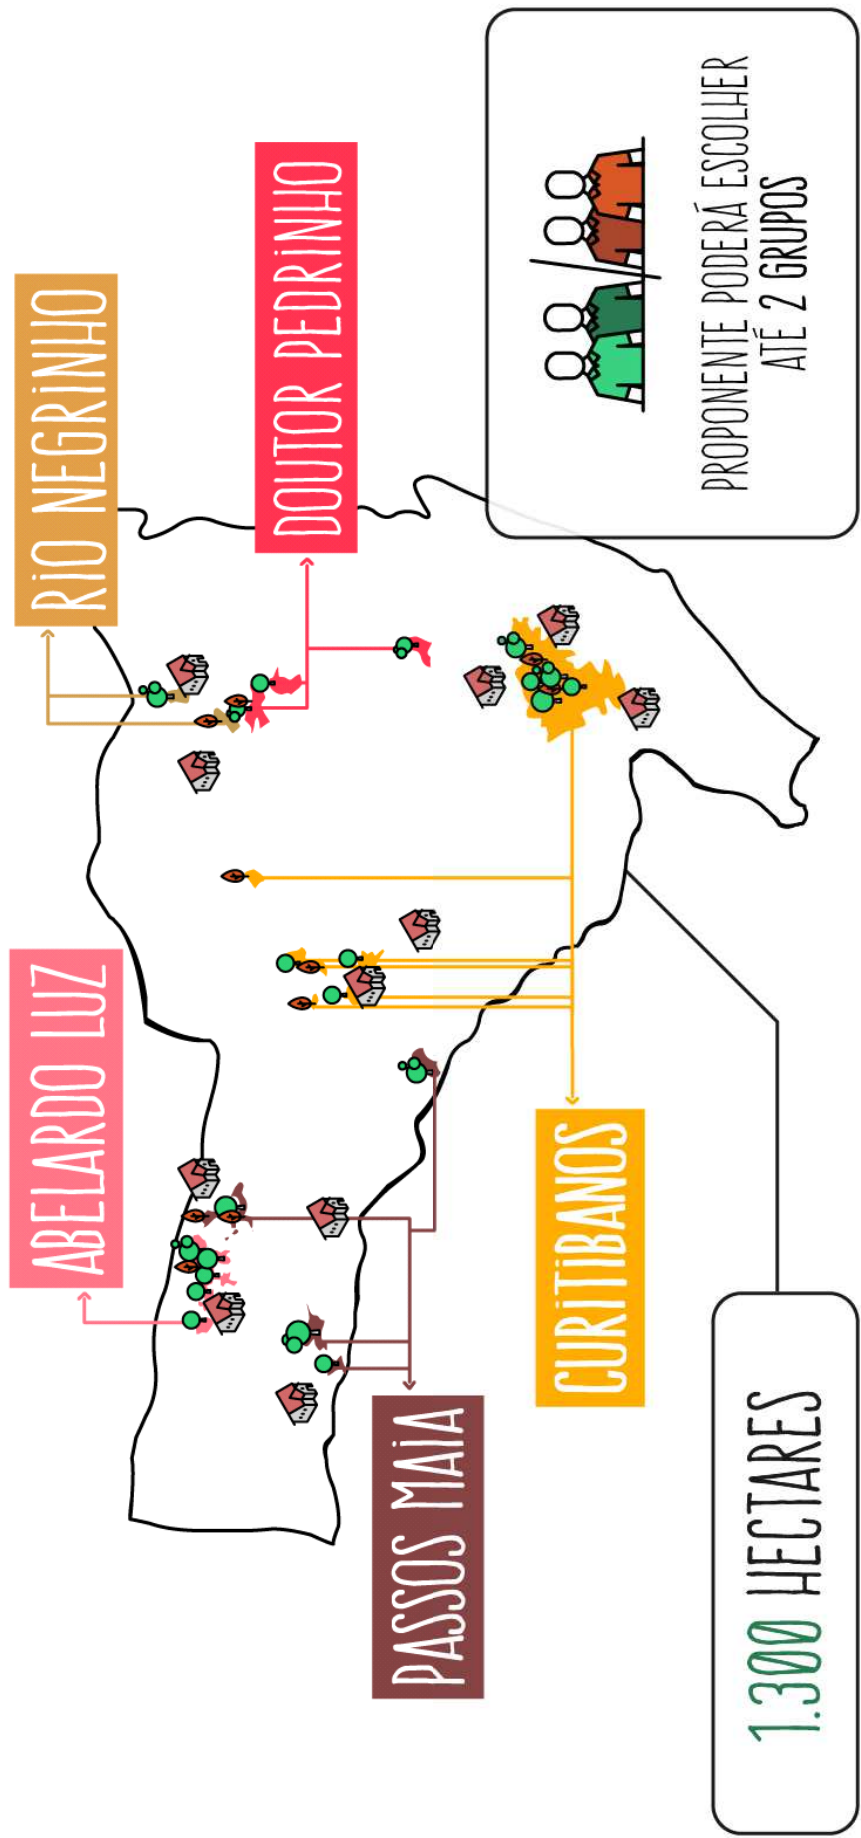 RIO NEGRINHO
ABELARDO LUZ
DOUTOR PEDRINHO
PASSOS MAIA
CURITIBANOS
PROPONENTE PODERÁ ESCOLHER
ATÉ 2 GRUPOS
1.300 HECTARES